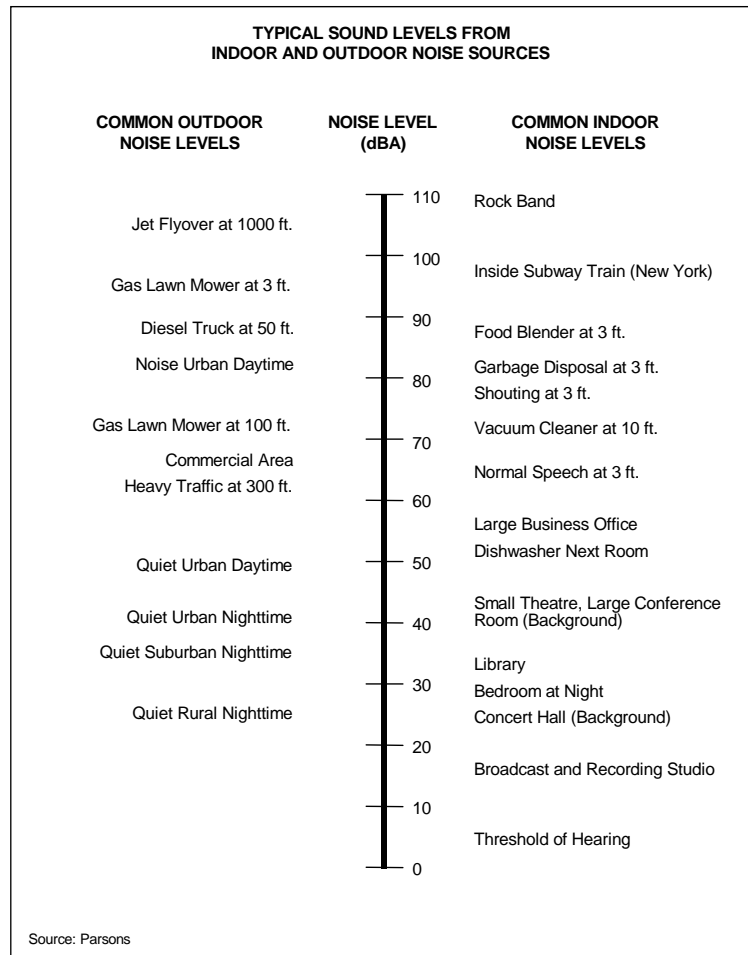 TYPICAL SOUND LEVELS FROM
INDOOR AND OUTDOOR NOISE SOURCES
COMMON OUTDOOR
NOISE LEVELS
NOISE LEVEL
(dBA)
COMMON INDOOR
NOISE LEVELS
110
Rock Band
Jet Flyover at 1000 ft.
100
Inside Subway Train (New York)
Gas Lawn Mower at 3 ft.
90
Diesel Truck at 50 ft.
Food Blender at 3 ft.
Noise Urban Daytime
Garbage Disposal at 3 ft.
80
Shouting at 3 ft.
Gas Lawn Mower at 100 ft.
Vacuum Cleaner at 10 ft.
70
Commercial Area
Normal Speech at 3 ft.
Heavy Traffic at 300 ft.
60
Large Business Office
Dishwasher Next Room
50
Quiet Urban Daytime
Small Theatre, Large Conference
Room (Background)
Quiet Urban Nighttime
40
Quiet Suburban Nighttime
Library
30
Bedroom at Night
Quiet Rural Nighttime
Concert Hall (Background)
20
Broadcast and Recording Studio
10
Threshold of Hearing
0
Source: Parsons